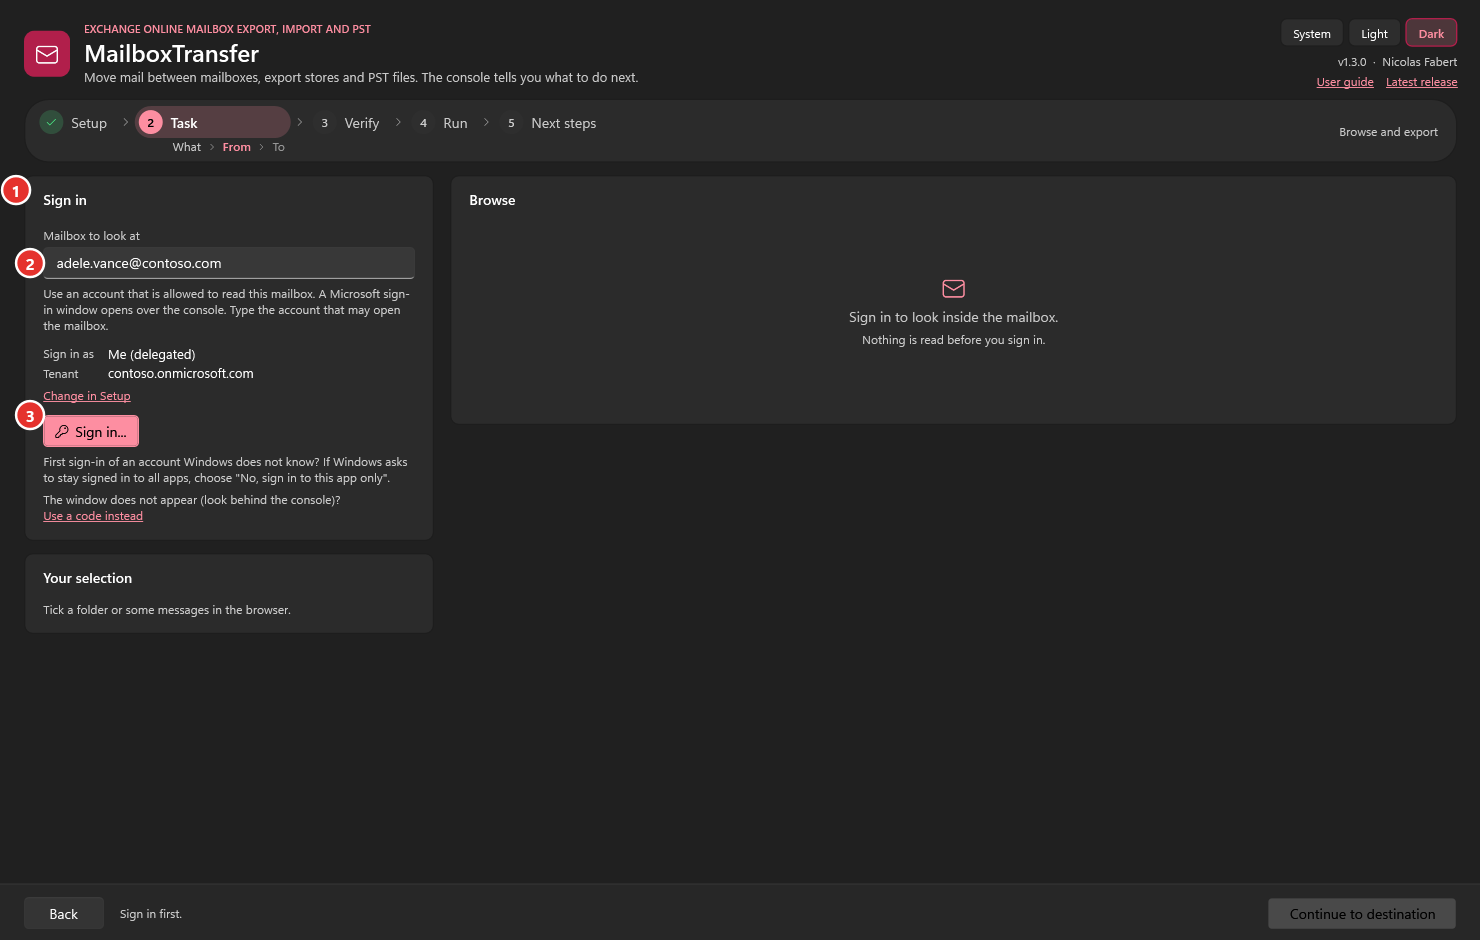 EXCHANGE ONLINE MAILBOX EXPORT, IMPORT AND PST
MailboxTransfer
Move mail between mailboxes, export stores and PST files. The console tells you what to do next.
System
Light
Dark
v1.3.0 · Nicolas Fabert
User guide
Latest release
Setup
2
Task
3
Verify
4
Run
5
Next steps
What
From
To
Browse and export
1
Sign in
Mailbox to look at
2
adele.vance@contoso.com
Use an account that is allowed to read this mailbox. A Microsoft sign-
in window opens over the console. Type the account that may open
the mailbox.
Sign in as Me (delegated)
Tenant contoso.onmicrosoft.com
Change in Setup
3
Sign in...
First sign-in of an account Windows does not know? If Windows asks
to stay signed in to all apps, choose "No, sign in to this app only".
The window does not appear (look behind the console)?
Use a code instead
Your selection
Tick a folder or some messages in the browser.
Browse
Sign in to look inside the mailbox.
Nothing is read before you sign in.
Back
Sign in first.
Continue to destination